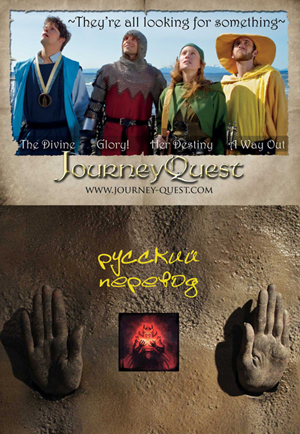 ~They're all looking for something~
The Divine Glory! Her Destiny A Way Out
JourneyQuest
www.journey-quest.com
русский
перевод